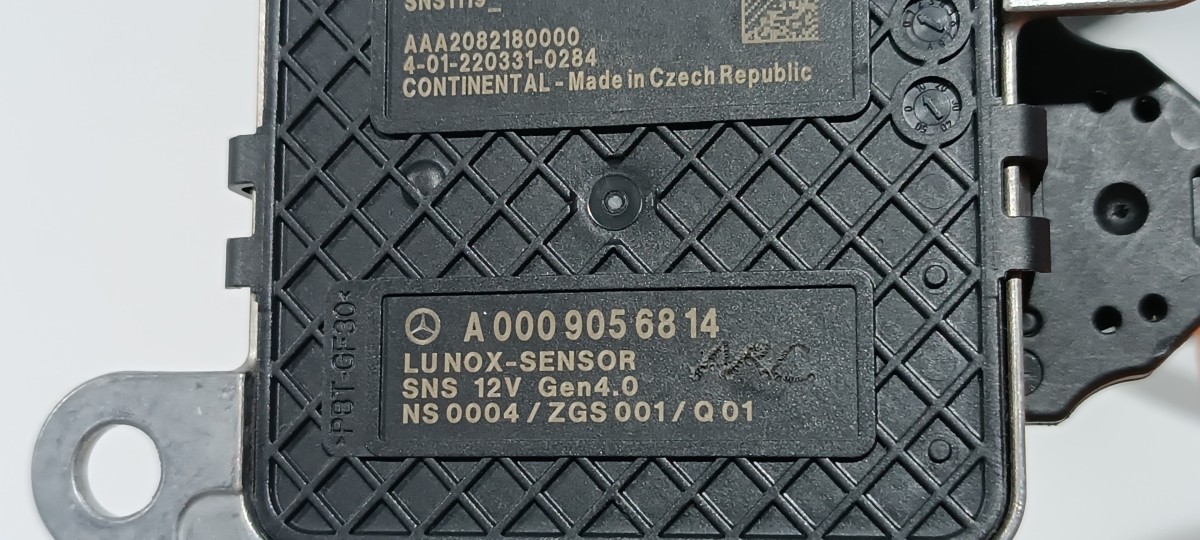 SNS1119_
AAA2082180000
4-01-220331-0284
CONTINENTAL - Made in Czech Republic
>PBT-GF30<
A 000 905 68 14
LU NOX-SENSOR
SNS 12V Gen4.0
NS 0004 / ZGS 001 / Q 01